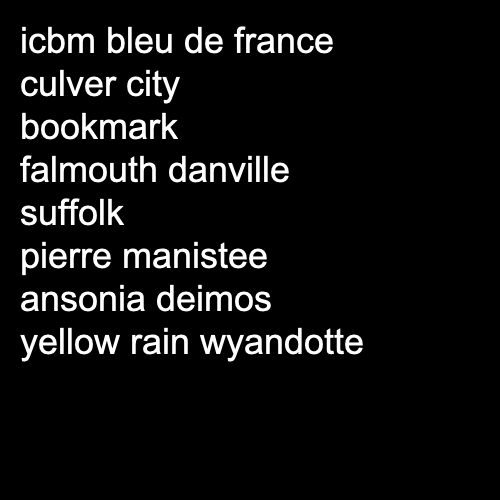 icbm bleu de france
culver city
bookmark
falmouth danville
suffolk
pierre manistee
ansonia deimos
yellow rain wyandotte